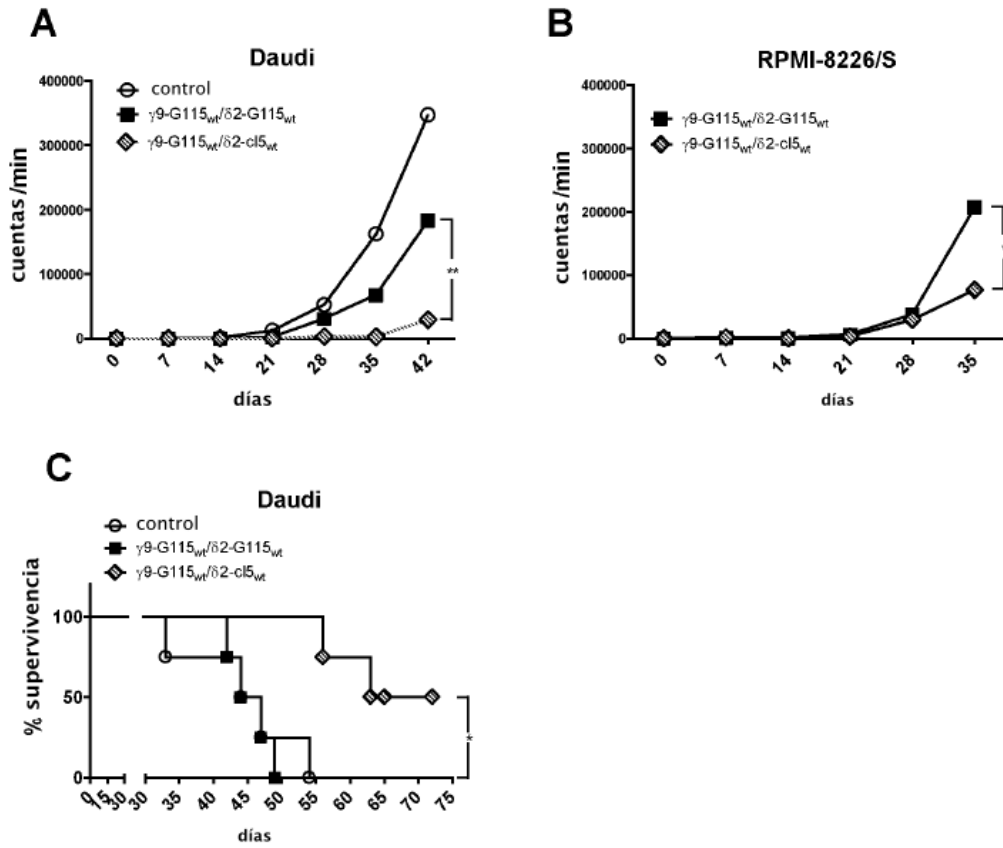 A
Daudi
control
γ9-G115wt/δ2-G115wt
γ9-G115wt/δ2-cl5wt
cuentas /min
400000
300000
200000
100000
0
**
0 7 14 21 28 35 42
días
B
RPMI-8226/S
γ9-G115wt/δ2-G115wt
γ9-G115wt/δ2-cl5wt
cuentas /min
400000
300000
200000
100000
0
0 7 14 21 28 35
días
C
Daudi
control
γ9-G115wt/δ2-G115wt
γ9-G115wt/δ2-cl5wt
% supervivencia
100
50
0
*
0 15 30 30 35 40 45 50 55 60 65 70 75
días